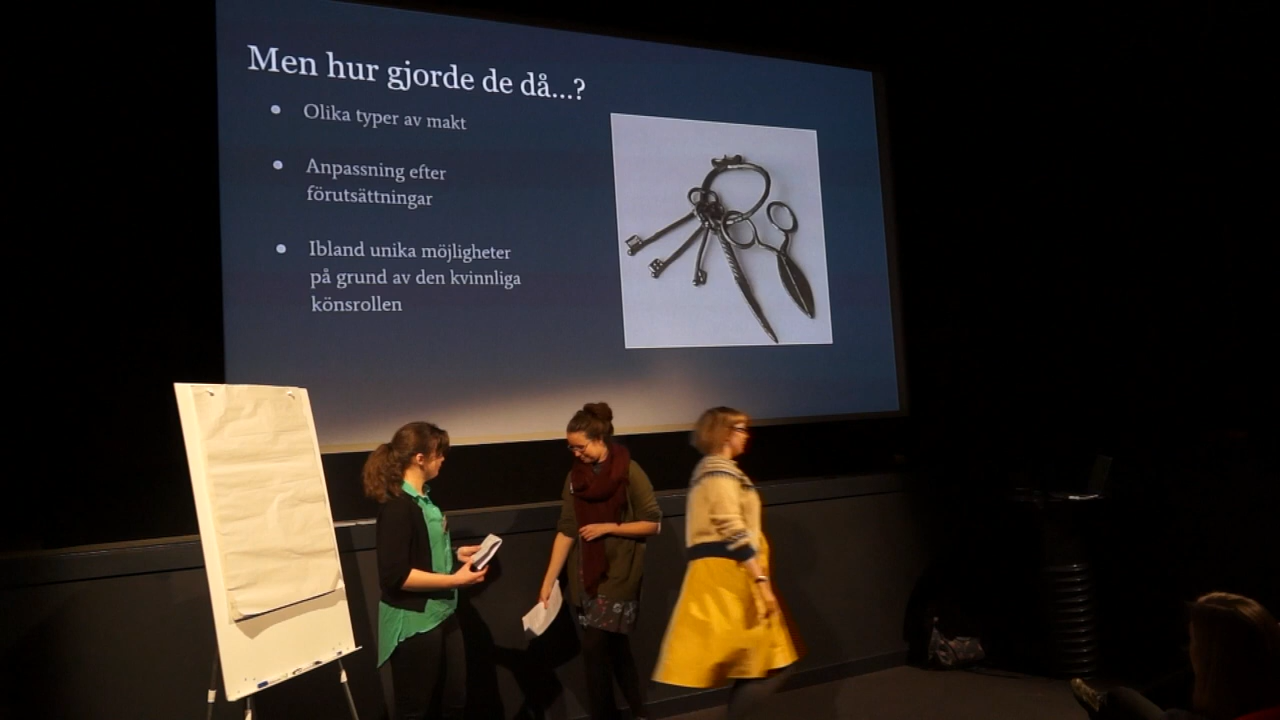 Men hur gjorde de då...?
Olika typer av makt
Anpassning efter
förutsättningar
Ibland unika möjligheter
på grund av den kvinnliga
könsrollen